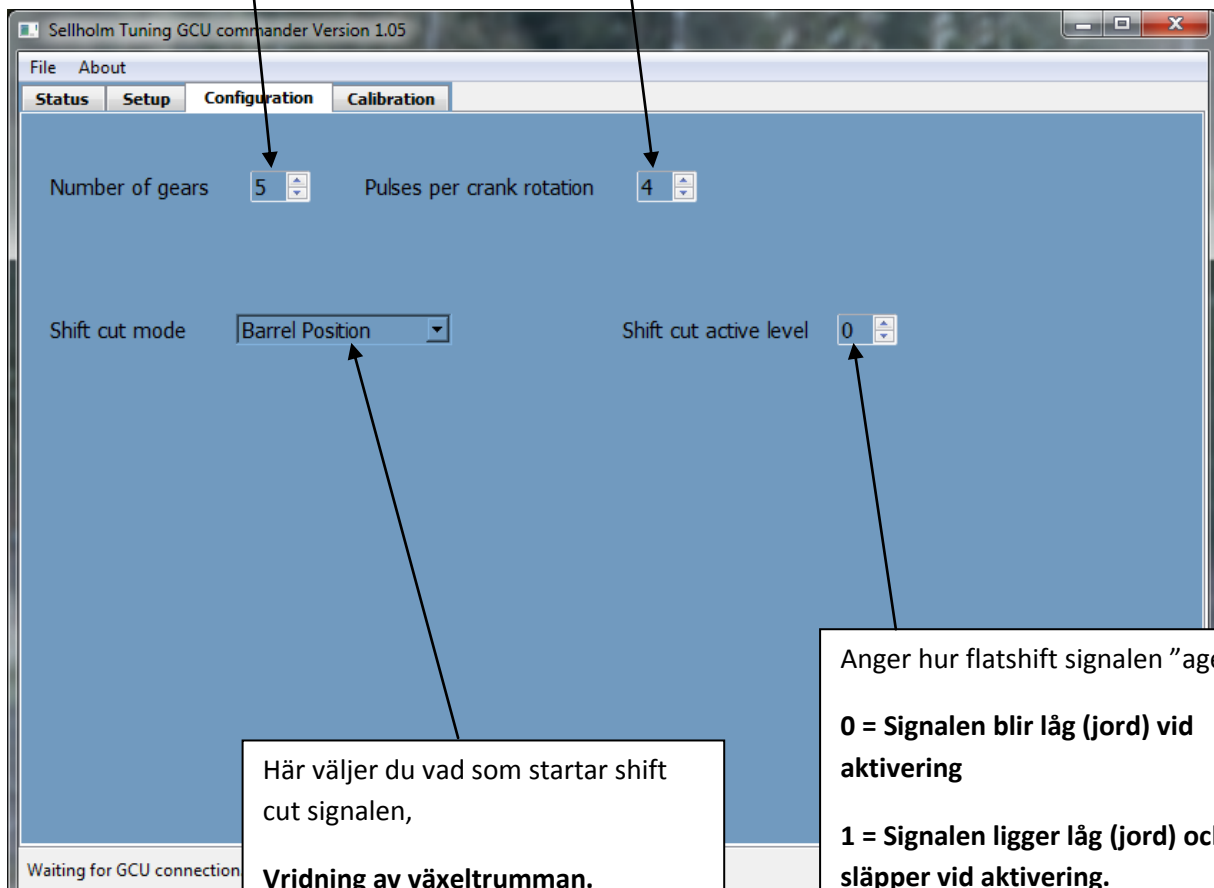 Sellholm Tuning GCU commander Version 1.05
File About
Status Setup Configuration Calibration
Number of gears 5 Pulses per crank rotation 4
Shift cut mode Barrel Position Shift cut active level 0
Anger hur flatshift signalen ”age
0 = Signalen blir låg (jord) vid
aktivering
1 = Signalen ligger låg (jord) och
släpper vid aktivering.
Här väljer du vad som startar shift
cut signalen,
Vridning av växeltrumman.
Waiting for GCU connection